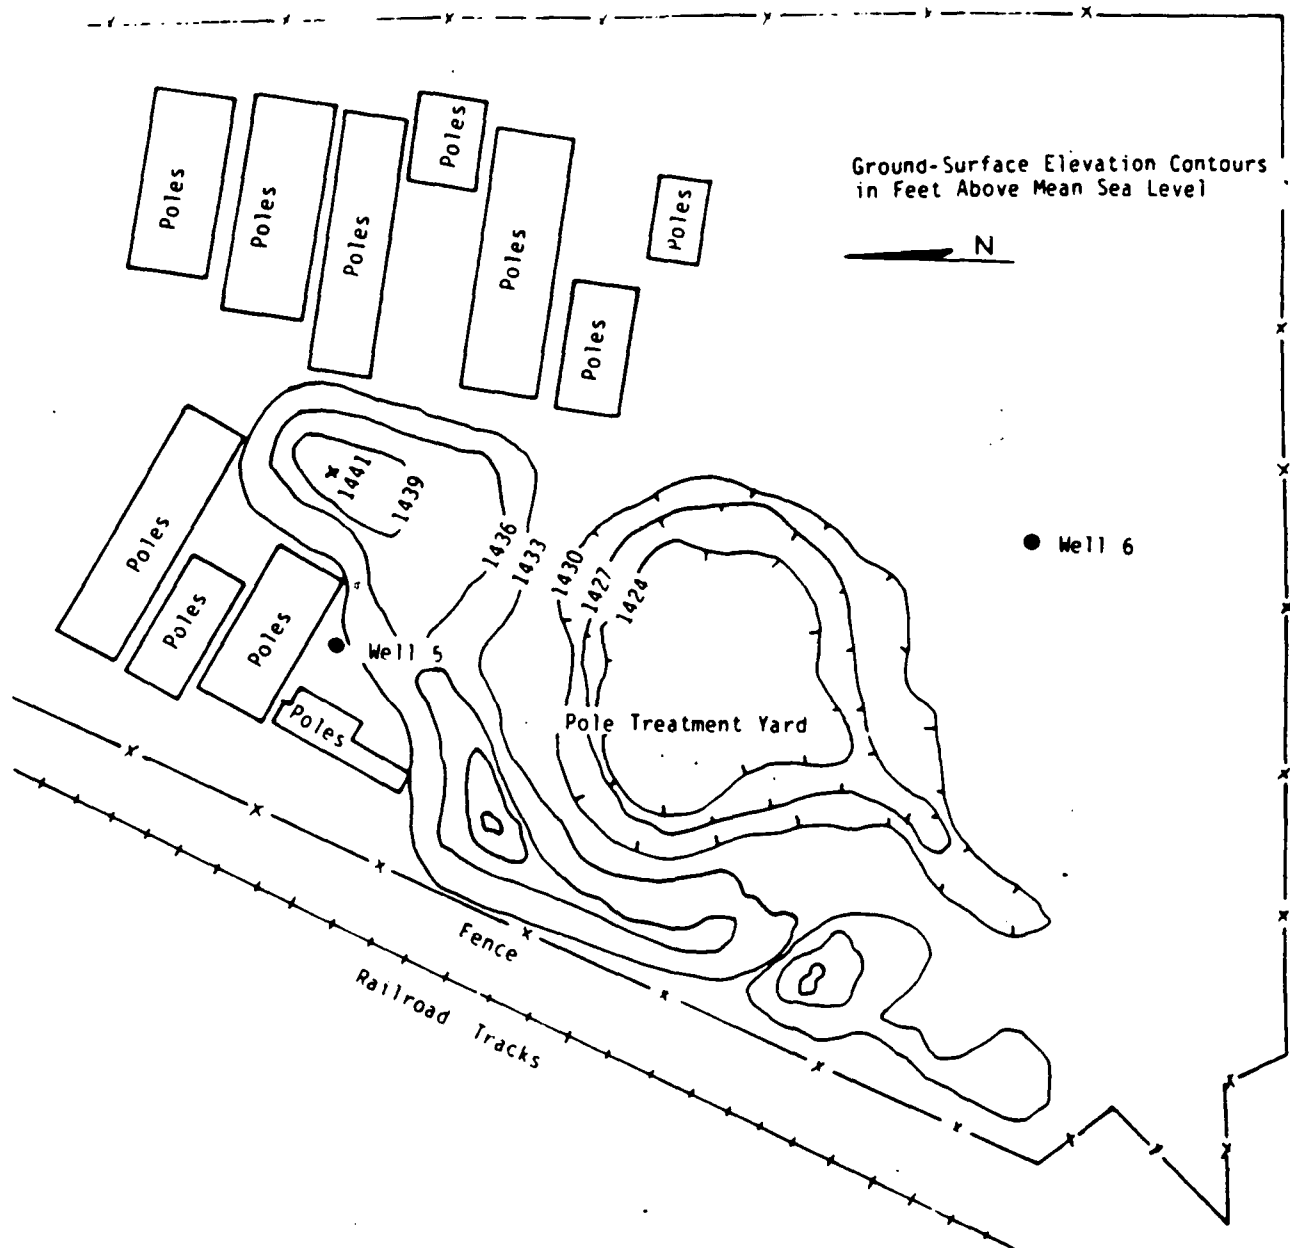 Poles
Poles
Poles
Poles
Poles
Poles
Poles
Ground-Surface Elevation Contours
in Feet Above Mean Sea Level
N
1441
1439
1436
1433
1430
1427
1424
Well 6
Poles
Poles
Poles
Well 5
Poles
Pole Treatment Yard
Fence
Railroad Tracks